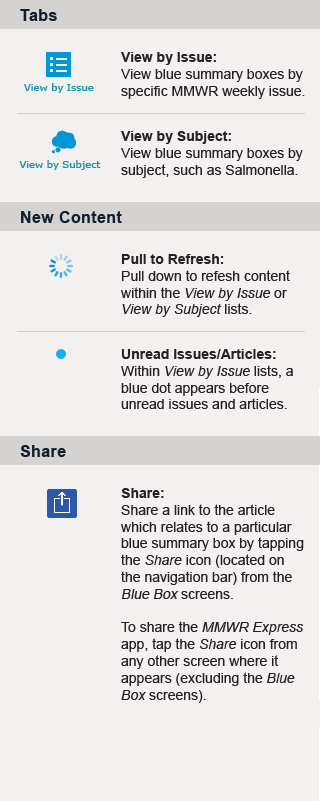 Tabs
View by Issue:
View blue summary boxes by
specific MMWR weekly issue.
View by Issue
View by Subject:
View blue summary boxes by
subject, such as Salmonella.
View by Subject
New Content
Pull to Refresh:
Pull down to refesh content
within the View by Issue or
View by Subject lists.
Unread Issues/Articles:
Within View by Issue lists, a
blue dot appears before
unread issues and articles.
Share
Share:
Share a link to the article
which relates to a particular
blue summary box by tapping
the Share icon (located on
the navigation bar) from the
Blue Box screens.
To share the MMWR Express
app, tap the Share icon from
any other screen where it
appears (excluding the Blue
Box screens).